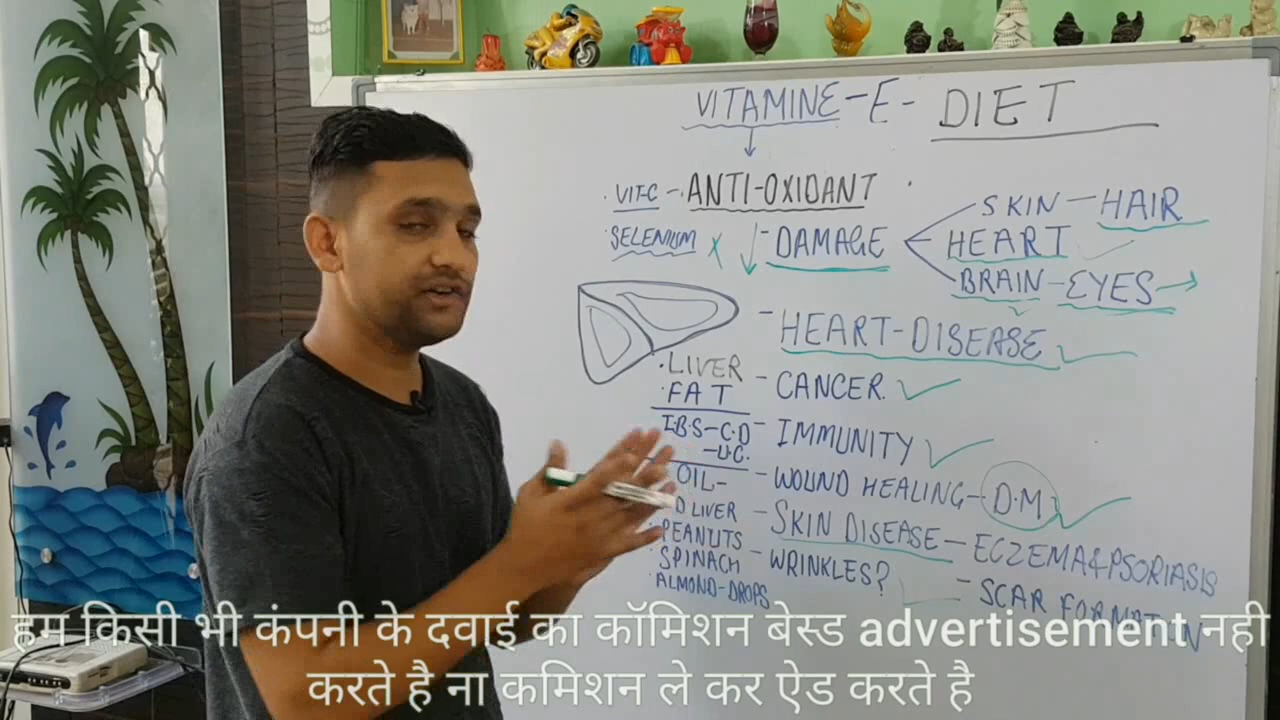 VITAMINE-E- DIET
VIT-C - ANTI-OXIDANT
SELENIUM X ↓ - DAMAGE
SKIN - HAIR
HEART
BRAIN - EYES →
- HEART-DISEASE
LIVER
FAT
- CANCER
I.B.S-C.D
-U.C.
- IMMUNITY
OIL-
- WOUND HEALING - D.M
LIVER
- SKIN DISEASE - ECZEMA & PSORIASIS
PEANUTS
SPINACH
- WRINKLES?
- SCAR FORMATION
ALMOND-DROPS
हम किसी भी कंपनी के दवाई का कॉमिशन बेस्ड advertisement नही
करते है ना कमिशन ले कर ऐड करते है